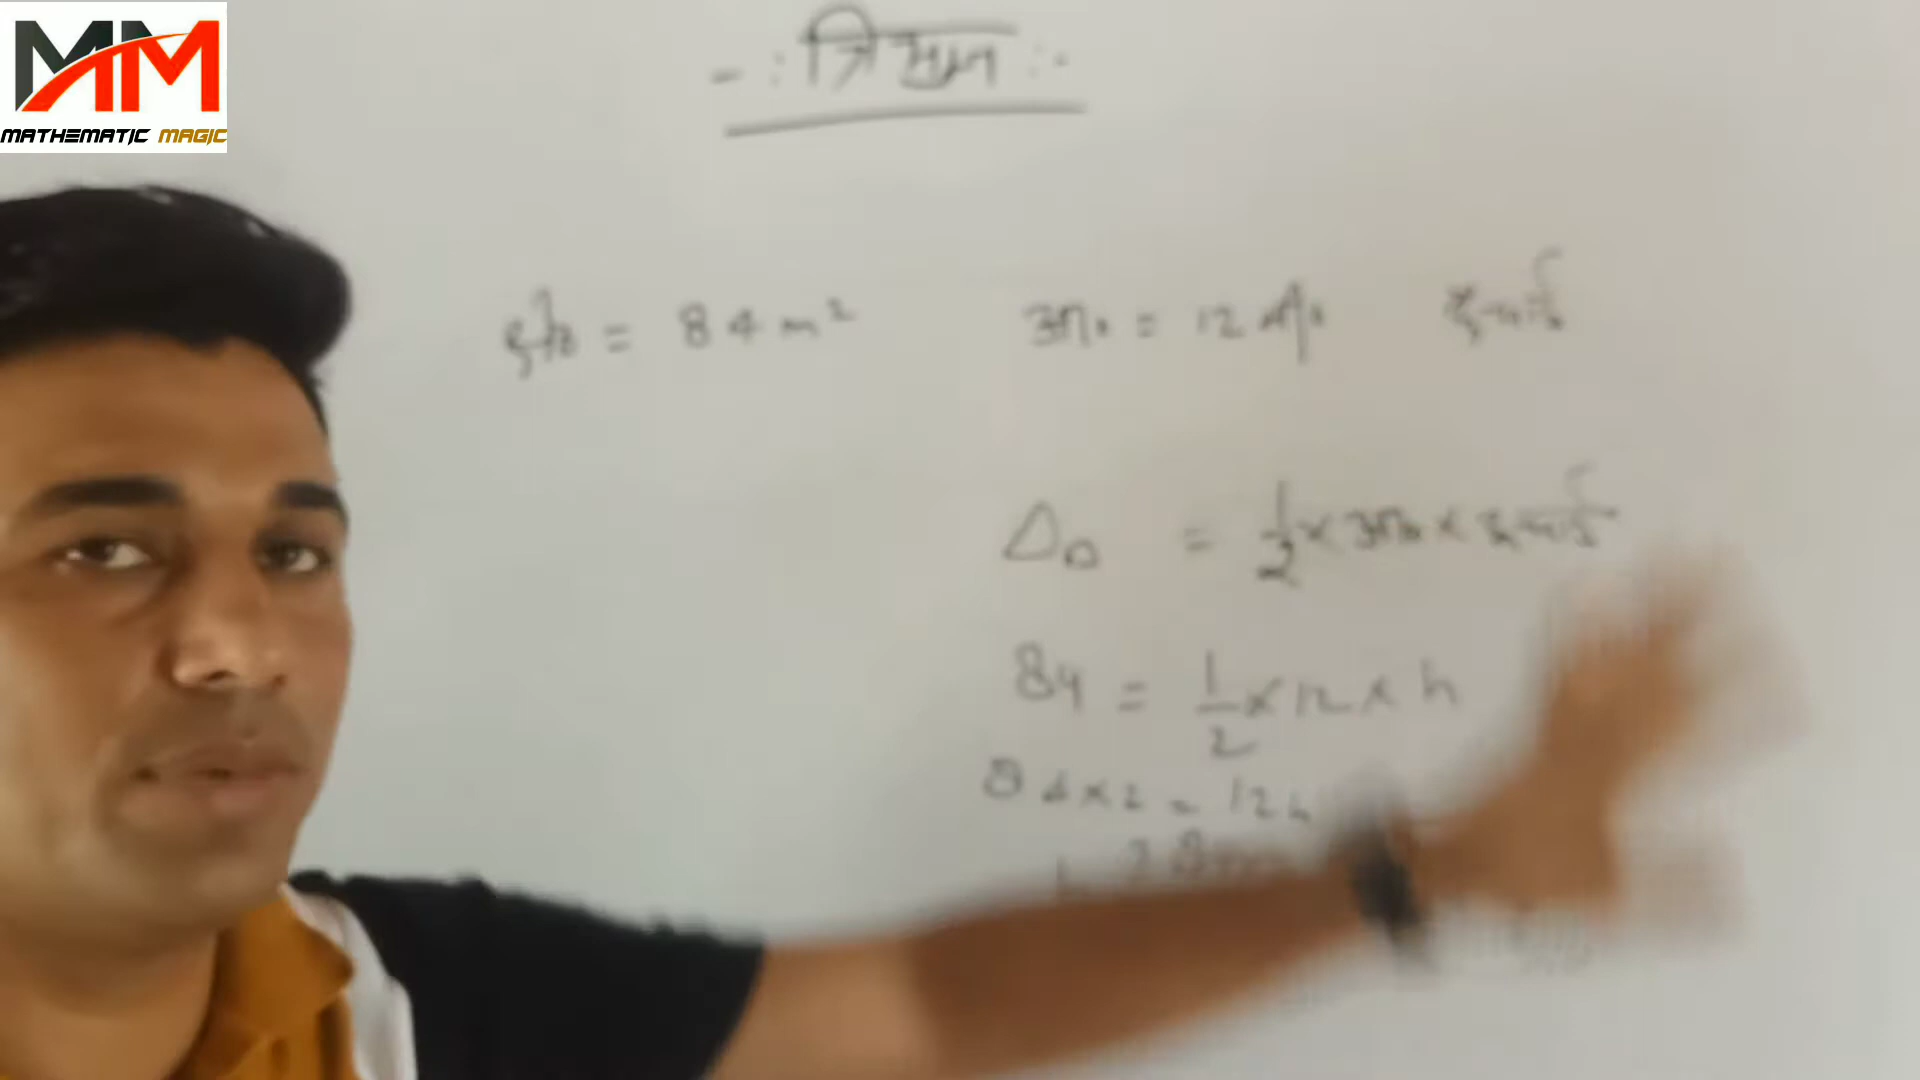 MM
MATHEMATIC MAGIC
-: त्रिभुज :-
क्षे० = 84 m² आ० = 12 मी० ऊंचाई
△△ = 1/2 × आ० × ऊंचाई
84 = 1/2 × 12 × h
84 × 2 = 12h